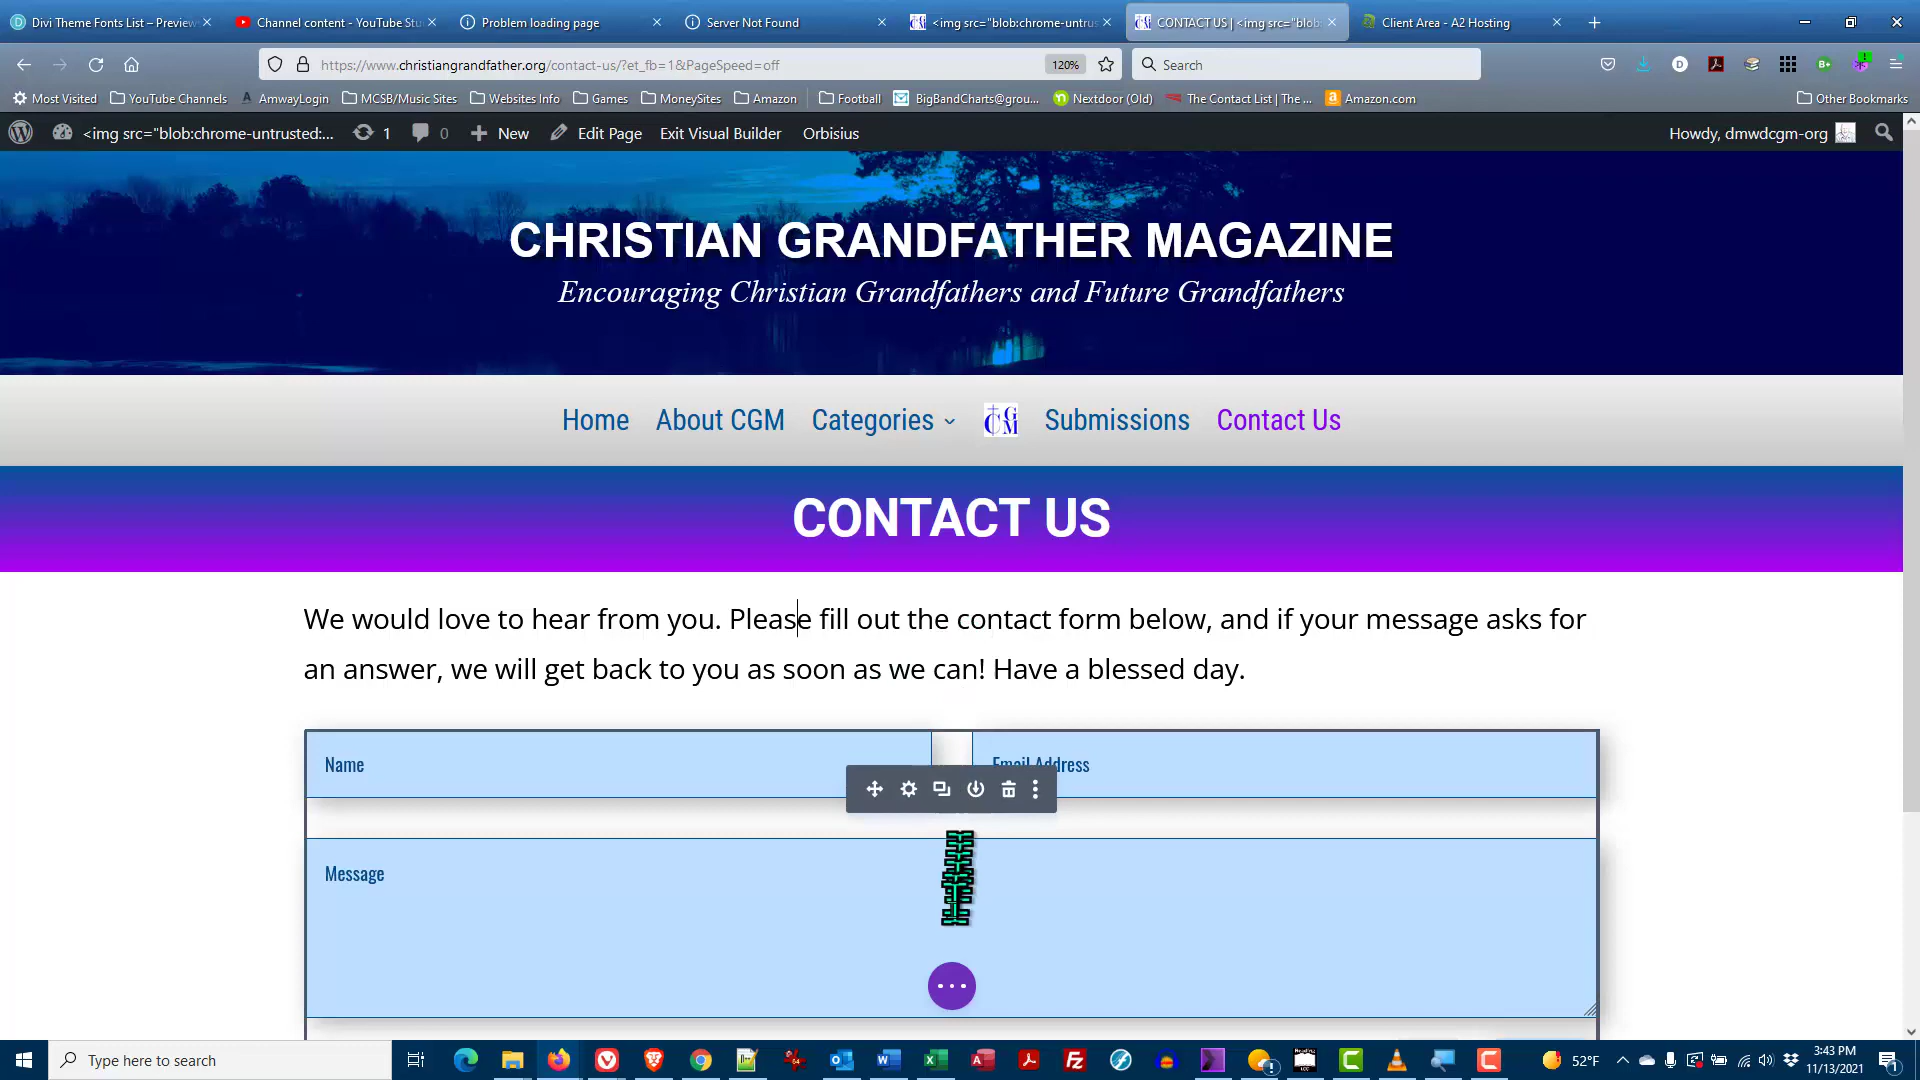 Divi Theme Fonts List – Preview
Channel content - YouTube Stu
Problem loading page
Server Not Found
<img src="blob:chrome-untrus
CONTACT US | <img src="blob:
Client Area - A2 Hosting
https://www.christiangrandfather.org/contact-us/?et_fb=1&PageSpeed=off
120%
Search
Most Visited
YouTube Channels
AmwayLogin
MCSB/Music Sites
Websites Info
Games
MoneySites
Amazon
Football
BigBandCharts@grou...
Nextdoor (Old)
The Contact List | The ...
Amazon.com
Other Bookmarks
<img src="blob:chrome-untrusted:...
1
0
New
Edit Page
Exit Visual Builder
Orbisius
Howdy, dmwdcgm-org
CHRISTIAN GRANDFATHER MAGAZINE
Encouraging Christian Grandfathers and Future Grandfathers
Home
About CGM
Categories
CGM
Submissions
Contact Us
CONTACT US
We would love to hear from you. Please fill out the contact form below, and if your message asks for
an answer, we will get back to you as soon as we can! Have a blessed day.
Name
Email Address
Message
Type here to search
52°F
3:43 PM
11/13/2021
1